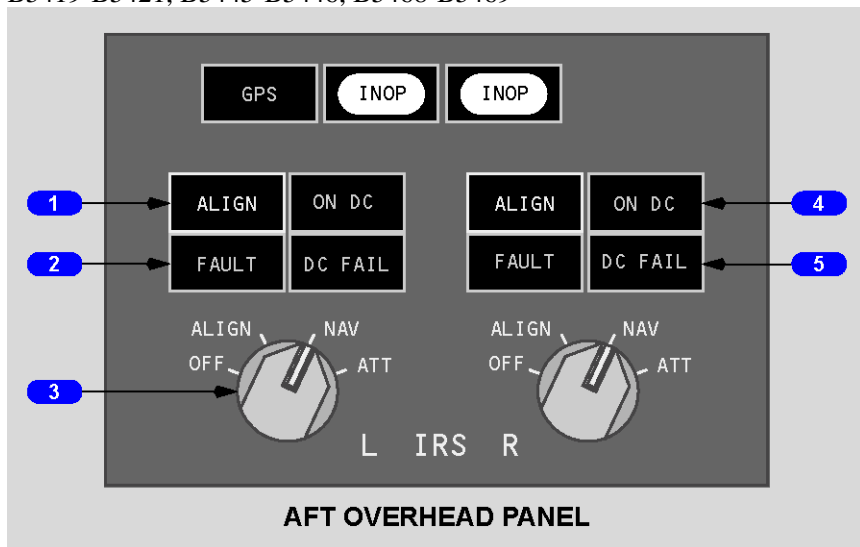 GPS INOP INOP
1 ALIGN ON DC ALIGN ON DC 4
2 FAULT DC FAIL FAULT DC FAIL 5
ALIGN NAV ALIGN NAV
OFF ATT OFF ATT
3
L IRS R
AFT OVERHEAD PANEL